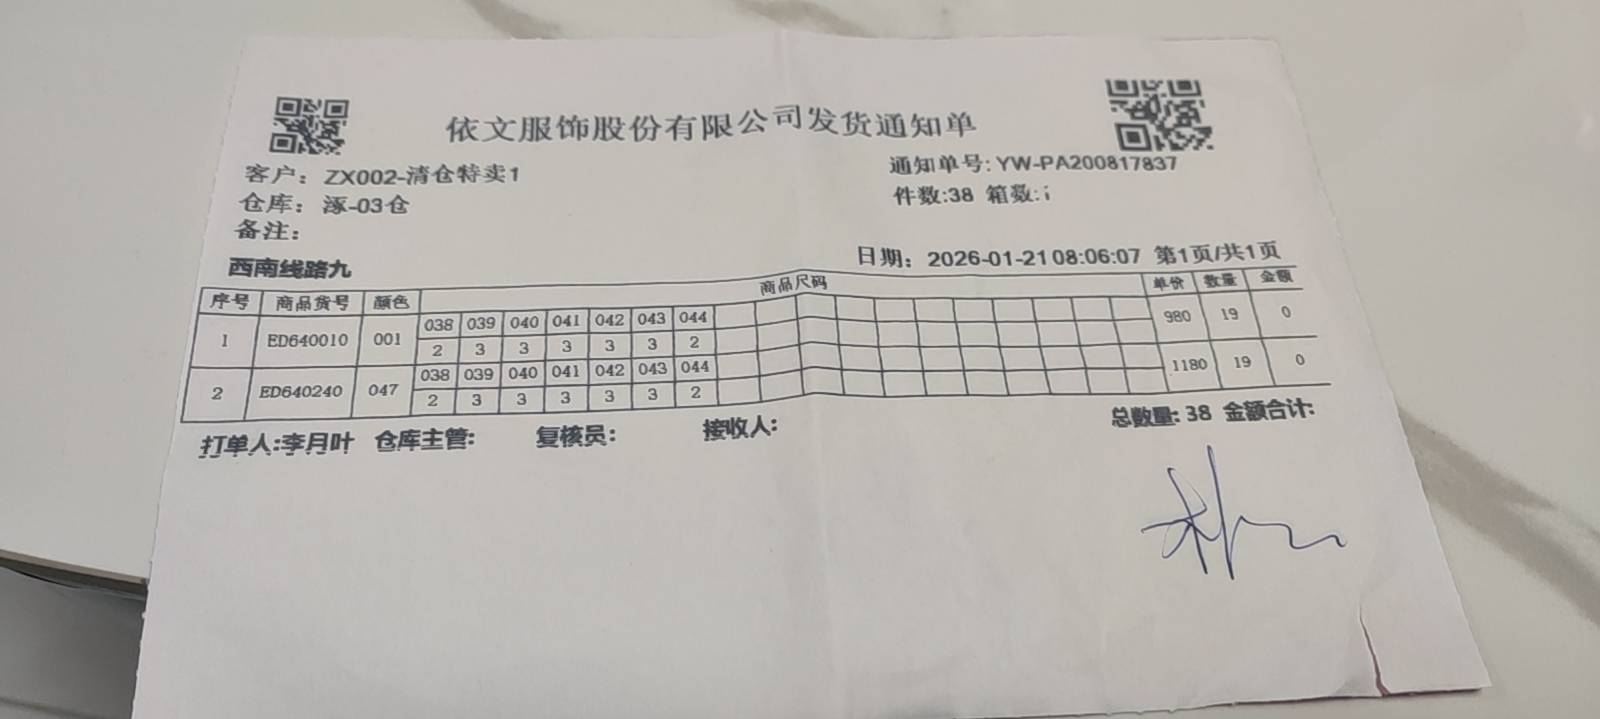 依文服饰股份有限公司发货通知单
客户：ZX002-清仓特卖1
通知单号:YW-PA200817837
仓库：涿-03仓
件数:38 箱数:i
备注：
西南线路九
日期：2026-01-21 08:06:07 第1页/共1页
序号 商品货号 颜色 商品尺码 单价 数量 金额
038 039 040 041 042 043 044
1 ED640010 001 980 19 0
2 3 3 3 3 3 2
038 039 040 041 042 043 044
2 ED640240 047 1180 19 0
2 3 3 3 3 3 2
总数量: 38 金额合计:
打单人:李月叶 仓库主管: 复核员: 接收人: